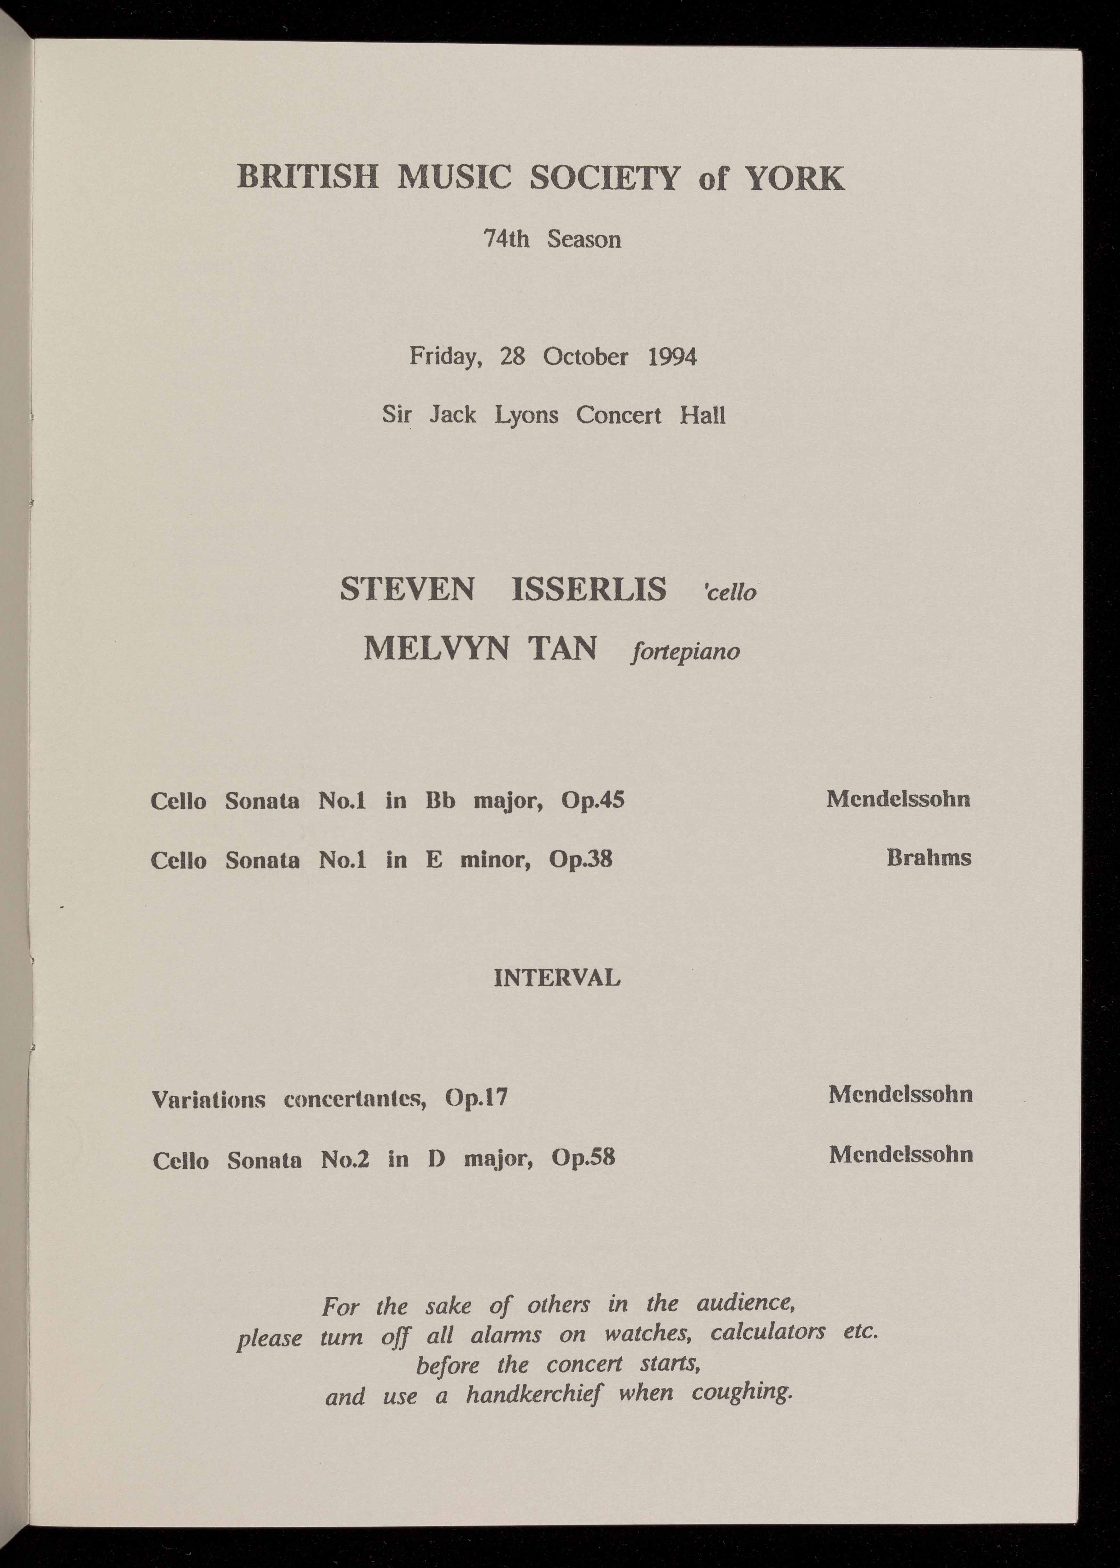 BRITISH MUSIC SOCIETY of YORK
74th Season
Friday, 28 October 1994
Sir Jack Lyons Concert Hall
STEVEN ISSERLIS 'cello
MELVYN TAN fortepiano
Cello Sonata No.1 in Bb major, Op.45 Mendelssohn
Cello Sonata No.1 in E minor, Op.38 Brahms
INTERVAL
Variations concertantes, Op.17 Mendelssohn
Cello Sonata No.2 in D major, Op.58 Mendelssohn
For the sake of others in the audience,
please turn off all alarms on watches, calculators etc.
before the concert starts,
and use a handkerchief when coughing.